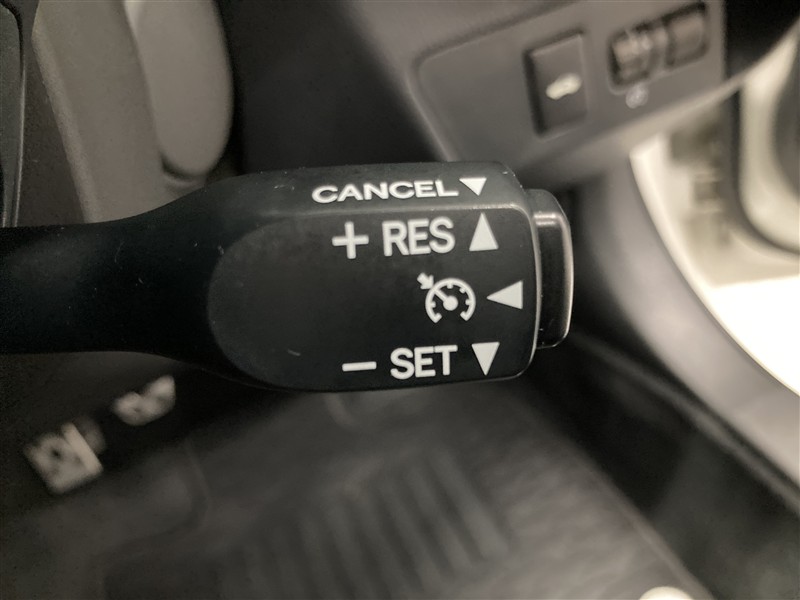 CANCEL▼
+ RES ▲
◀
− SET ▼